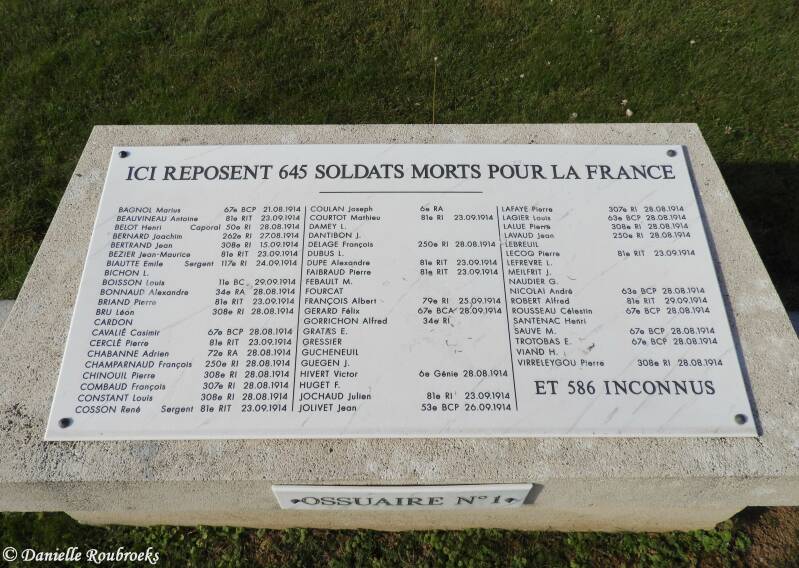 ICI REPOSENT 645 SOLDATS MORTS POUR LA FRANCE
BAGNOL Marius 67e BCP 21.08.1914
BEAUVINEAU Antoine 81e RIT 23.09.1914
BELOT Henri Caporal 50e RI 28.08.1914
BERNARD Joachim 262e RI 27.08.1914
BERTRAND Jean 308e RI 15.09.1914
BEZIER Jean-Maurice 81e RIT 23.09.1914
BIAUTTE Emile Sergent 117e RI 24.09.1914
BICHON L.
BOISSON Louis 11e BC 29.09.1914
BONNAUD Alexandre 34e RA 28.08.1914
BRIAND Pierre 81e RIT 23.09.1914
BRU Léon 308e RI 28.08.1914
CARDON
CAVALIÉ Casimir 67e BCP 28.08.1914
CERCLÉ Pierre 81e RIT 23.09.1914
CHABANNE Adrien 72e RA 28.08.1914
CHAMPARNAUD François 250e RI 28.08.1914
CHINOUIL Pierre 308e RI 28.08.1914
COMBAUD François 307e RI 28.08.1914
CONSTANT Louis 308e RI 28.08.1914
COSSON René Sergent 81e RIT 23.09.1914
COULAN Joseph 6e RA
COURTOT Mathieu 81e RI 23.09.1914
DAMEY L.
DANTIBON J.
DELAGE François 250e RI 28.08.1914
DUBUS L.
DUPE Alexandre 81e RIT 23.09.1914
FAIBRAUD Pierre 81e RIT 23.09.1914
FEBAULT M.
FOURCAT
FRANÇOIS Albert 79e RI 25.09.1914
GERARD Félix 67e BCA 28.09.1914
GORRICHON Alfred 34e RI
GRATAS E.
GRESSIER
GUCHENEUIL
GUEGEN J.
HIVERT Victor 6e Génie 28.08.1914
HUGET F.
JOCHAUD Julien 81e RI 23.09.1914
JOLIVET Jean 53e BCP 26.09.1914
LAFAYE Pierre 307e RI 28.08.1914
LAGIER Louis 63e BCP 28.08.1914
LALUE Pierre 308e RI 28.08.1914
LAVAUD Jean 250e RI 28.08.1914
LEBREUIL
LECOQ Pierre 81e RIT 23.09.1914
LEFREVRE L.
MEILFRIT J.
NAUDIER G.
NICOLAI André 63e BCP 28.08.1914
ROBERT Alfred 81e RIT 29.09.1914
ROUSSEAU Célestin 67e BCP 28.08.1914
SANTENAC Henri
SAUVE M. 67e BCP 28.08.1914
TROTOBAS E. 67e BCP 28.08.1914
VIAND H.
VIRRELEYGOU Pierre 308e RI 28.08.1914
ET 586 INCONNUS
OSSUAIRE N°1
© Danielle Roubroeks